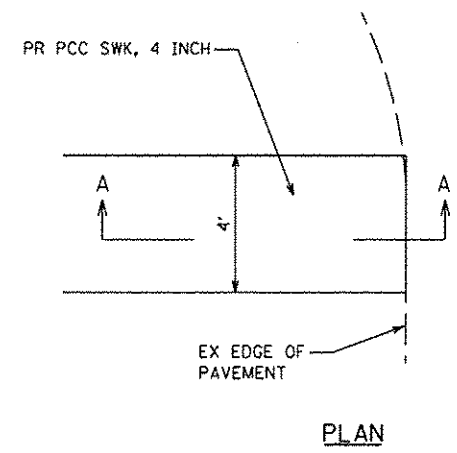 PR PCC SWK, 4 INCH
A
A
4'
EX EDGE OF
PAVEMENT
PLAN